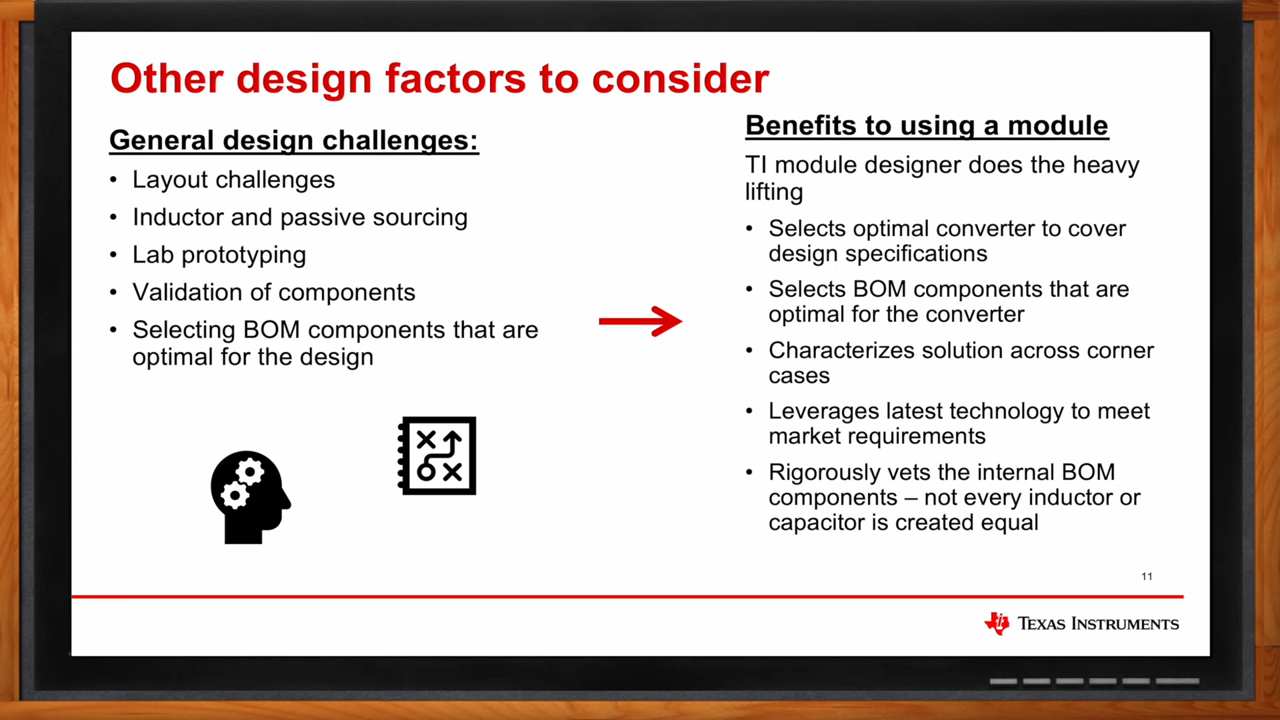 Other design factors to consider
General design challenges:
• Layout challenges
• Inductor and passive sourcing
• Lab prototyping
• Validation of components
• Selecting BOM components that are
optimal for the design
Benefits to using a module
TI module designer does the heavy
lifting
• Selects optimal converter to cover
design specifications
• Selects BOM components that are
optimal for the converter
• Characterizes solution across corner
cases
• Leverages latest technology to meet
market requirements
• Rigorously vets the internal BOM
components – not every inductor or
capacitor is created equal
11
TEXAS INSTRUMENTS